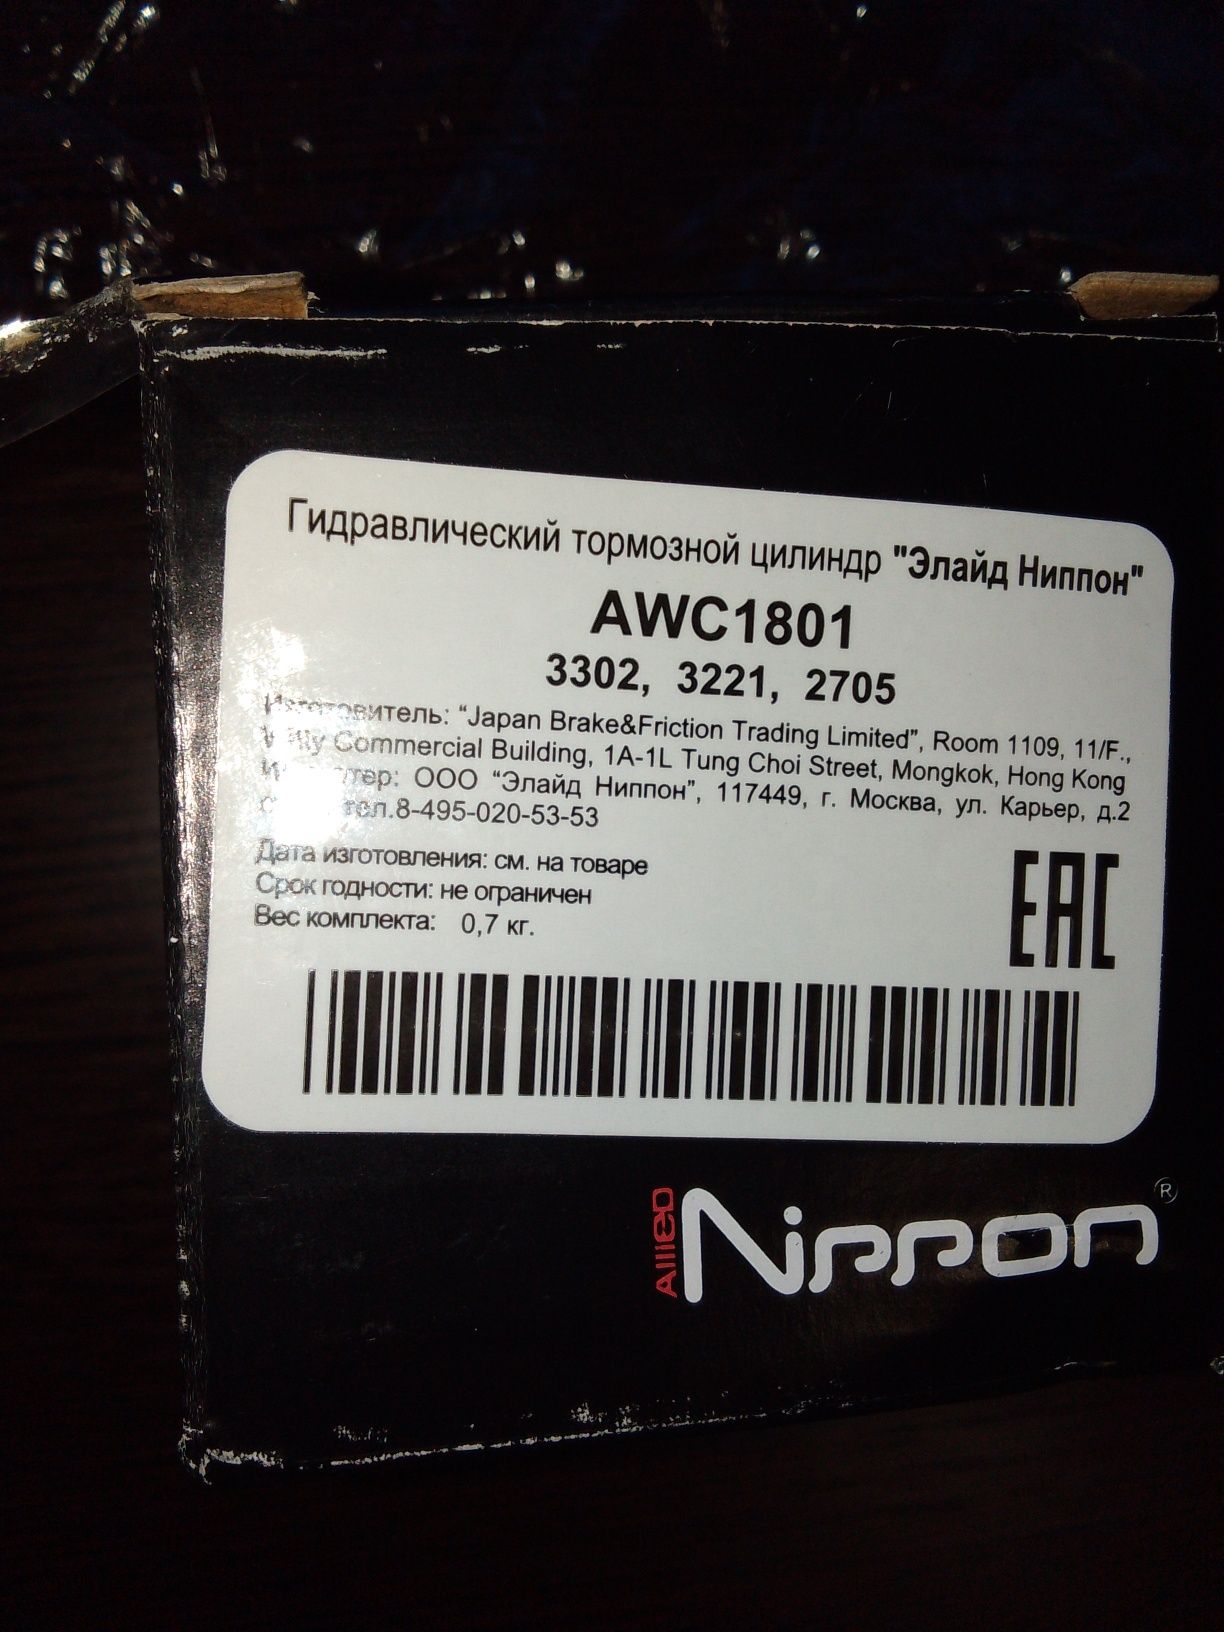 Гидравлический тормозной цилиндр "Элайд Ниппон"
AWC1801
3302, 3221, 2705
Изготовитель: “Japan Brake&Friction Trading Limited”, Room 1109, 11/F.,
Commercial Building, 1A-1L Tung Choi Street, Mongkok, Hong Kong
ООО “Элайд Ниппон”, 117449, г. Москва, ул. Карьер, д.2
тел.8-495-020-53-53
Дата изготовления: см. на товаре
Срок годности: не ограничен
Вес комплекта: 0,7 кг.
EAC
Allied Nippon ®